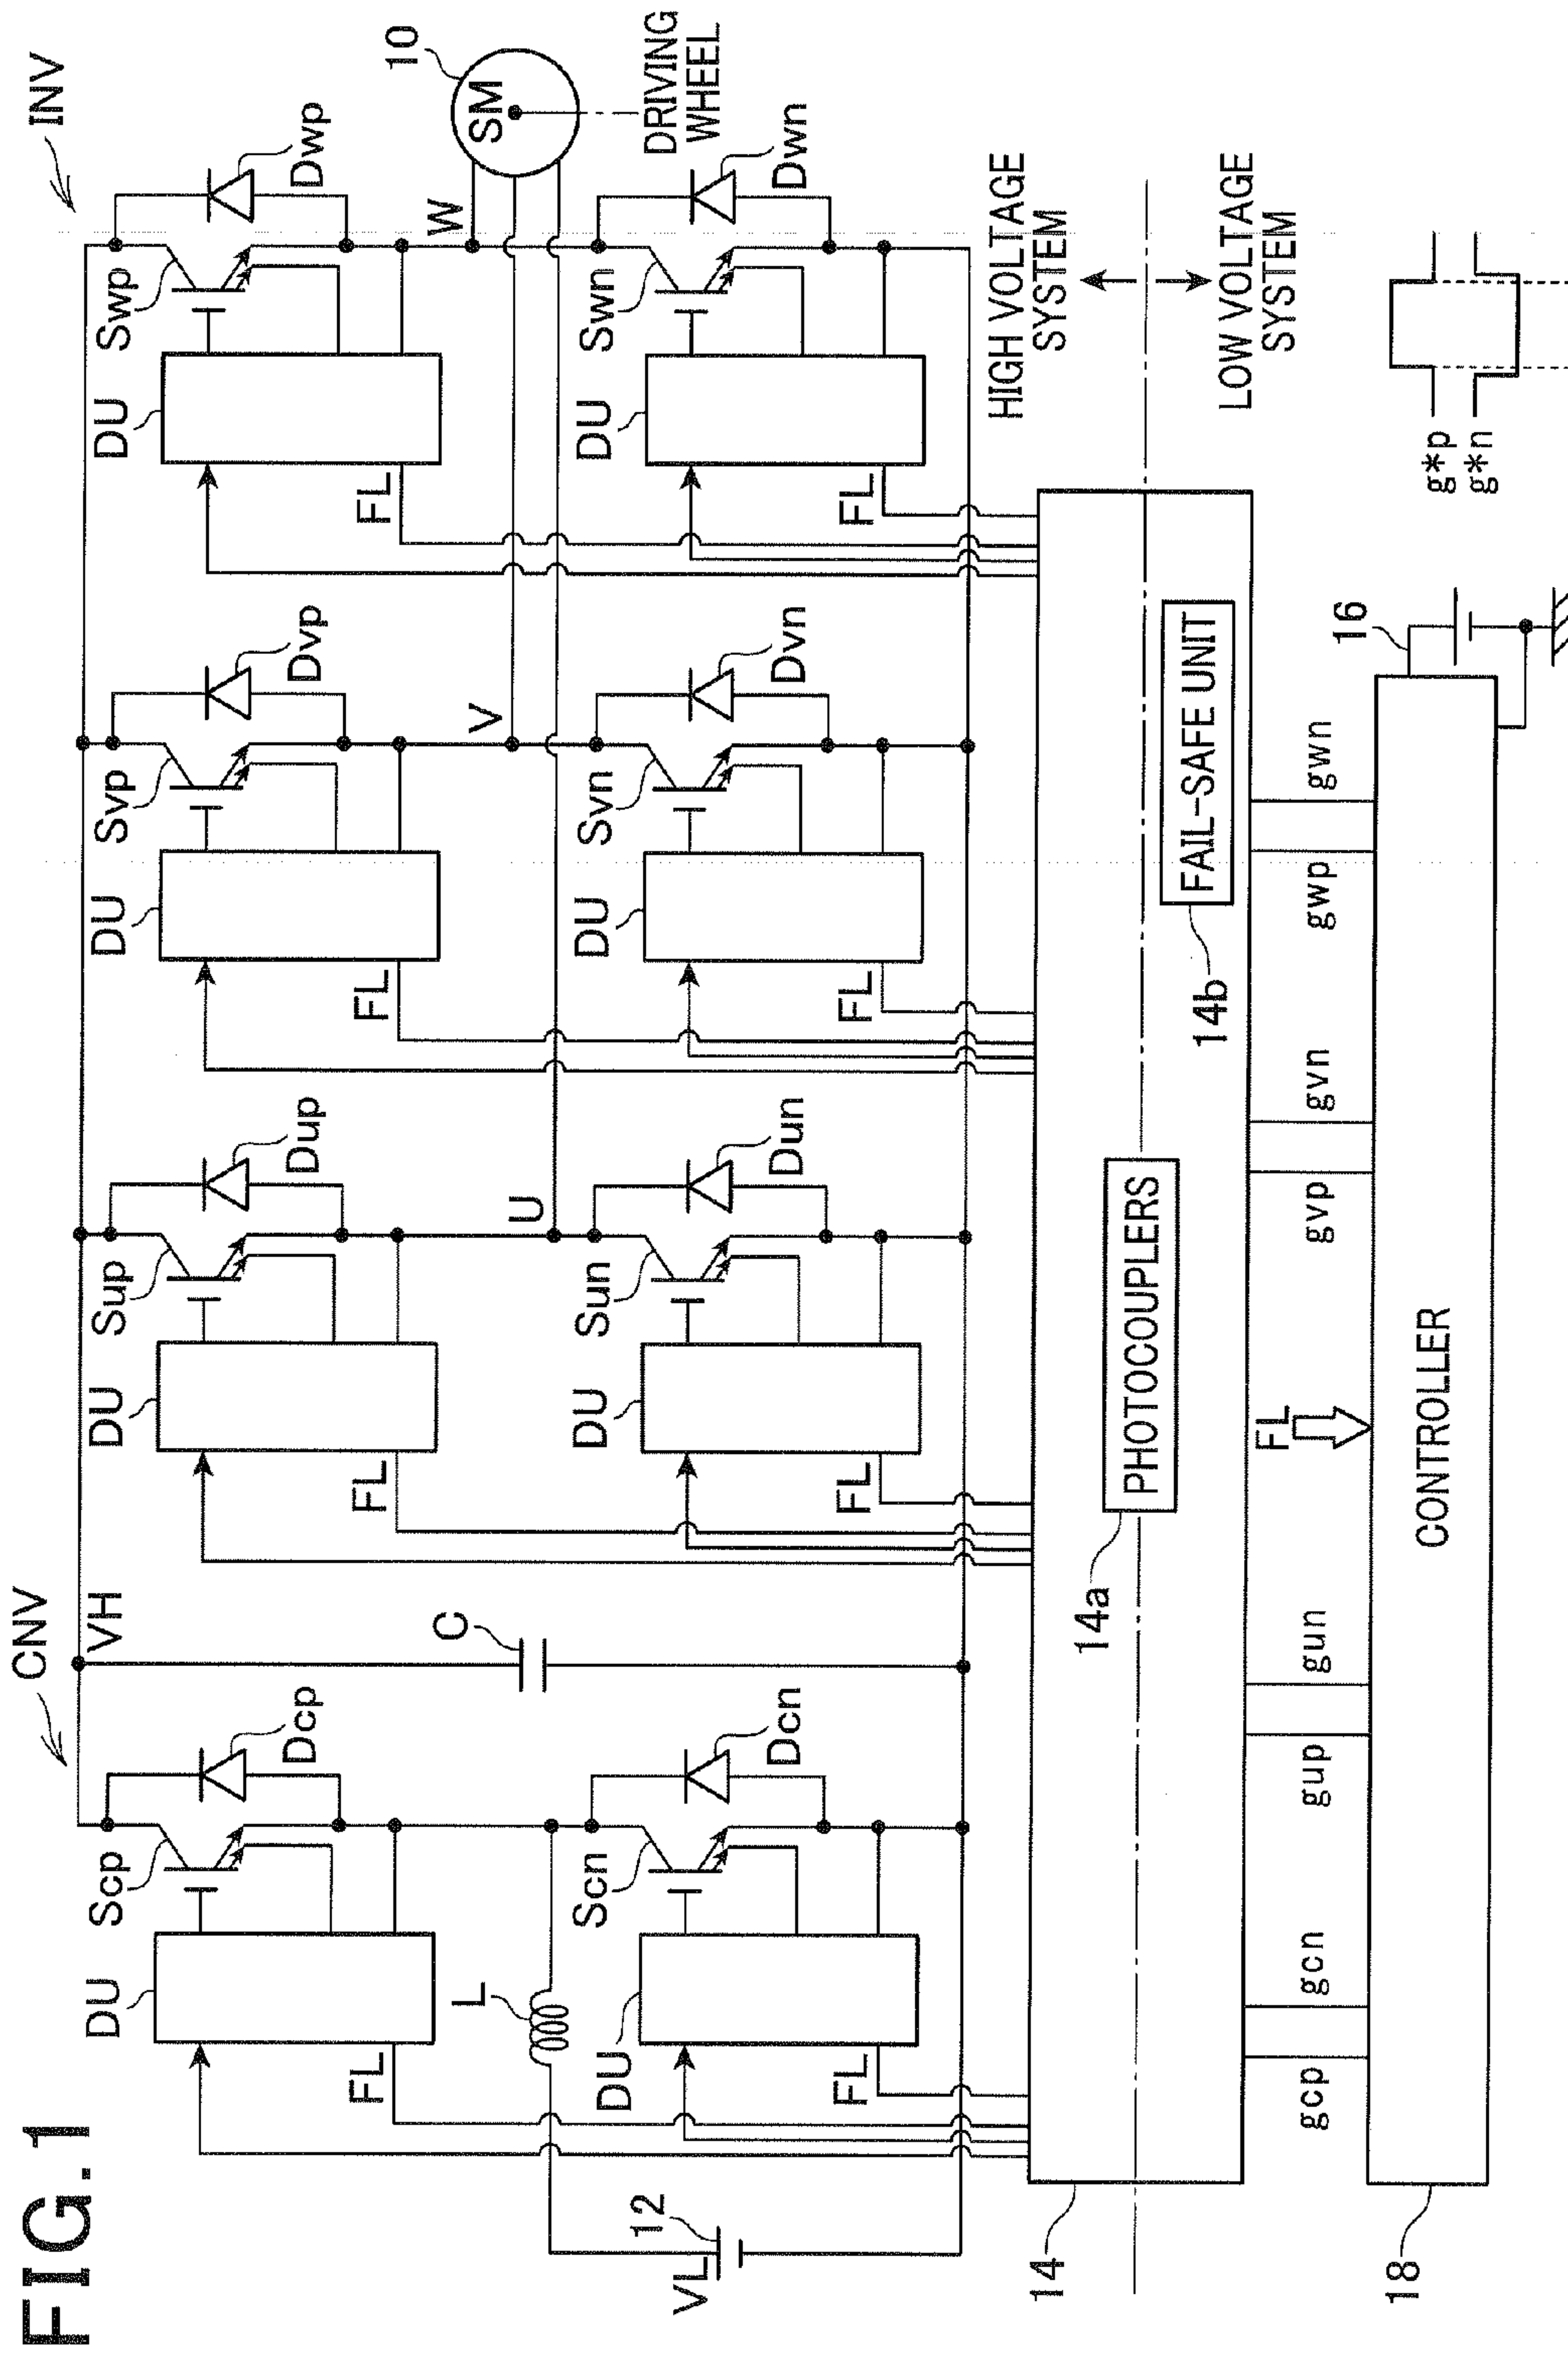 FIG. 1
CNV
INV
VH
Scp
Dcp
DU
FL
Sup
Dup
DU
FL
Svp
Dvp
DU
FL
Swp
Dwp
DU
FL
C
L
U
V
W
10
SM
DRIVING
WHEEL
VL
12
Scn
Dcn
DU
FL
Sun
Dun
DU
FL
Svn
Dvn
DU
FL
Swn
Dwn
DU
FL
HIGH VOLTAGE
SYSTEM
LOW VOLTAGE
SYSTEM
14
14a
PHOTOCOUPLERS
14b
FAIL-SAFE UNIT
gcp
gcn
gup
gun
FL
gvp
gvn
gwp
gwn
16
18
CONTROLLER
g*p
g*n